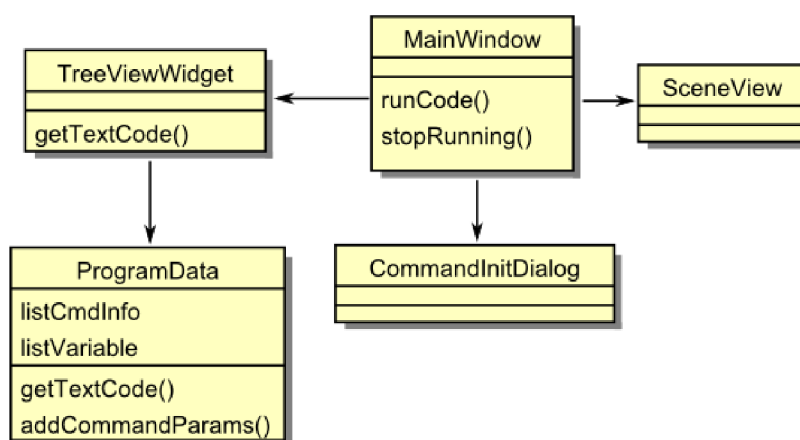 MainWindow
runCode()
stopRunning()
TreeViewWidget
getTextCode()
SceneView
ProgramData
listCmdInfo
listVariable
getTextCode()
addCommandParams()
CommandInitDialog